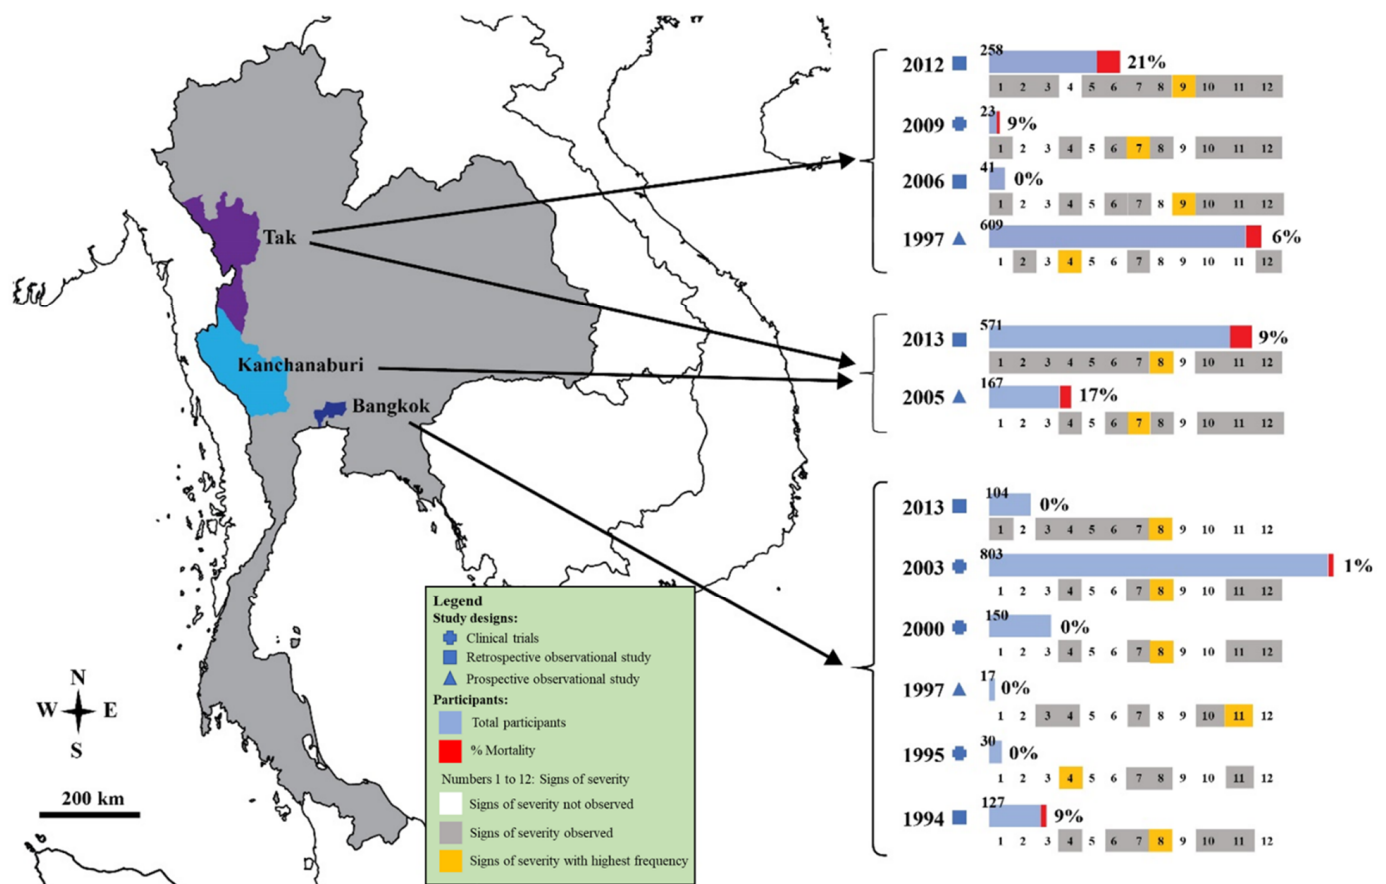 Tak
Kanchanaburi
Bangkok
N
W E
S
200 km
Legend
Study designs:
Clinical trials
Retrospective observational study
Prospective observational study
Participants:
Total participants
% Mortality
Numbers 1 to 12: Signs of severity
Signs of severity not observed
Signs of severity observed
Signs of severity with highest frequency
258
2012 21%
1 2 3 4 5 6 7 8 9 10 11 12
23
2009 9%
1 2 3 4 5 6 7 8 9 10 11 12
41
2006 0%
1 2 3 4 5 6 7 8 9 10 11 12
609
1997 6%
1 2 3 4 5 6 7 8 9 10 11 12
571
2013 9%
1 2 3 4 5 6 7 8 9 10 11 12
167
2005 17%
1 2 3 4 5 6 7 8 9 10 11 12
104
2013 0%
1 2 3 4 5 6 7 8 9 10 11 12
803
2003 1%
1 2 3 4 5 6 7 8 9 10 11 12
150
2000 0%
1 2 3 4 5 6 7 8 9 10 11 12
17
1997 0%
1 2 3 4 5 6 7 8 9 10 11 12
30
1995 0%
1 2 3 4 5 6 7 8 9 10 11 12
127
1994 9%
1 2 3 4 5 6 7 8 9 10 11 12